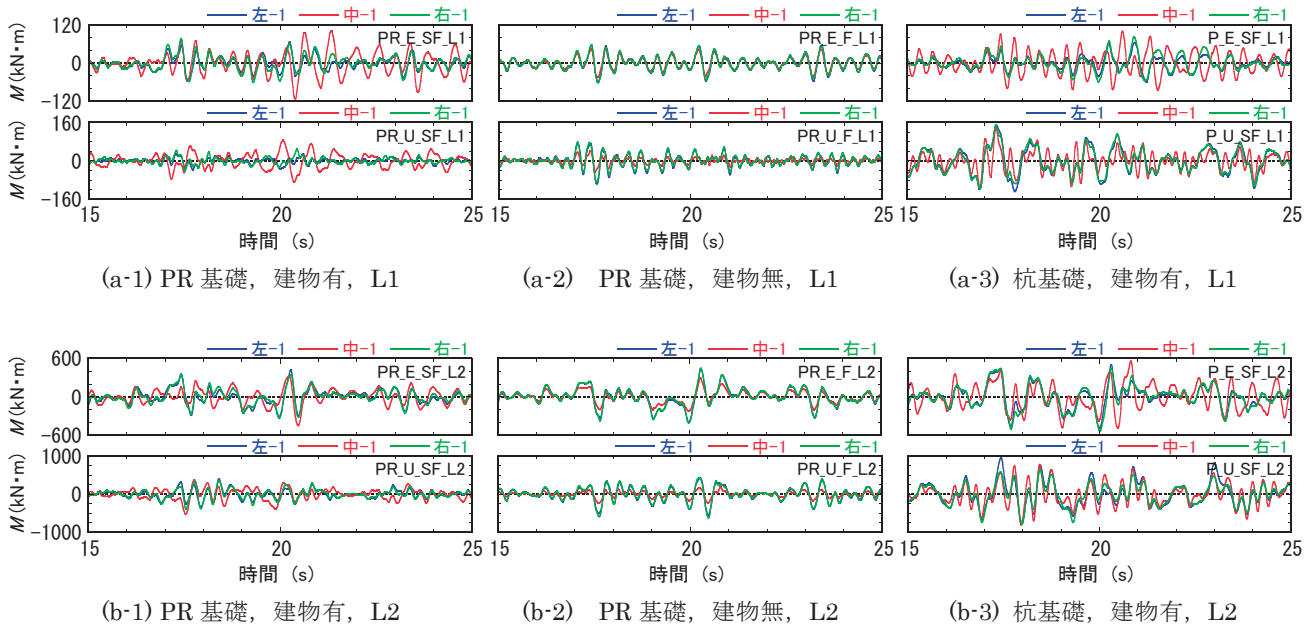 左-1 中-1 右-1 左-1 中-1 右-1 左-1 中-1 右-1
120 PR_E_SF_L1 PR_E_F_L1 P_E_SF_L1
M(kN・m) 0
-120 左-1 中-1 右-1 左-1 中-1 右-1 左-1 中-1 右-1
160 PR_U_SF_L1 PR_U_F_L1 P_U_SF_L1
M(kN・m) 0
-160
15 20 25 15 20 25 15 20 25
時間 (s) 時間 (s) 時間 (s)
(a-1) PR 基礎, 建物有, L1 (a-2) PR 基礎, 建物無, L1 (a-3) 杭基礎, 建物有, L1
左-1 中-1 右-1 左-1 中-1 右-1 左-1 中-1 右-1
600 PR_E_SF_L2 PR_E_F_L2 P_E_SF_L2
M(kN・m) 0
-600 左-1 中-1 右-1 左-1 中-1 右-1 左-1 中-1 右-1
1000 PR_U_SF_L2 PR_U_F_L2 P_U_SF_L2
M(kN・m) 0
-1000
15 20 25 15 20 25 15 20 25
時間 (s) 時間 (s) 時間 (s)
(b-1) PR 基礎, 建物有, L2 (b-2) PR 基礎, 建物無, L2 (b-3) 杭基礎, 建物有, L2